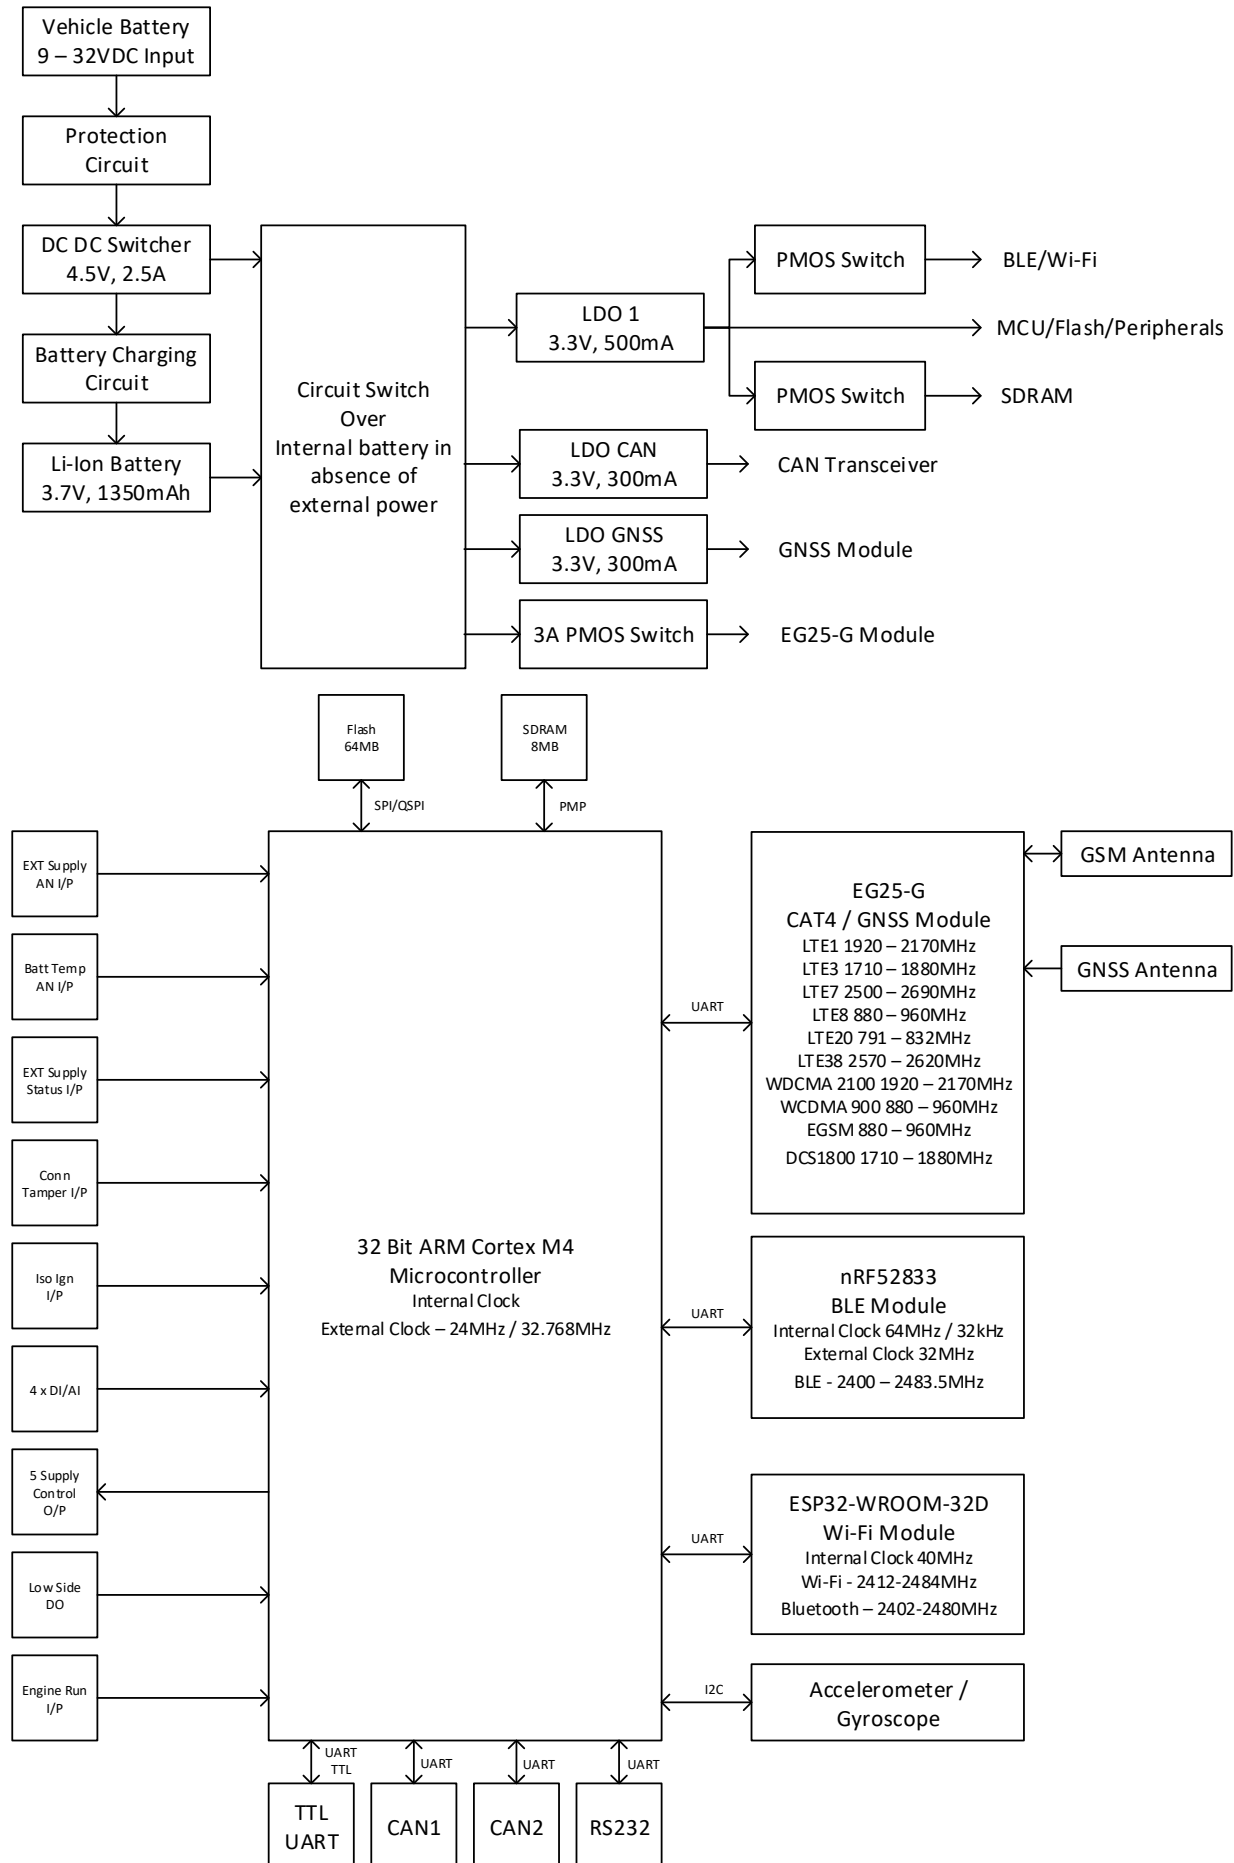 Vehicle Battery
9 – 32VDC Input
Protection
Circuit
DC DC Switcher
4.5V, 2.5A
Battery Charging
Circuit
Li-Ion Battery
3.7V, 1350mAh
Circuit Switch
Over
Internal battery in
absence of
external power
LDO 1
3.3V, 500mA
PMOS Switch
BLE/Wi-Fi
MCU/Flash/Peripherals
PMOS Switch
SDRAM
LDO CAN
3.3V, 300mA
CAN Transceiver
LDO GNSS
3.3V, 300mA
GNSS Module
3A PMOS Switch
EG25-G Module
Flash
64MB
SPI/QSPI
SDRAM
8MB
PMP
EXT Supply
AN I/P
Batt Temp
AN I/P
EXT Supply
Status I/P
Conn
Tamper I/P
Iso Ign
I/P
4 x DI/AI
5 Supply
Control
O/P
Low Side
DO
Engine Run
I/P
32 Bit ARM Cortex M4
Microcontroller
Internal Clock
External Clock – 24MHz / 32.768MHz
UART
EG25-G
CAT4 / GNSS Module
LTE1 1920 – 2170MHz
LTE3 1710 – 1880MHz
LTE7 2500 – 2690MHz
LTE8 880 – 960MHz
LTE20 791 – 832MHz
LTE38 2570 – 2620MHz
WDCMA 2100 1920 – 2170MHz
WCDMA 900 880 – 960MHz
EGSM 880 – 960MHz
DCS1800 1710 – 1880MHz
GSM Antenna
GNSS Antenna
UART
nRF52833
BLE Module
Internal Clock 64MHz / 32kHz
External Clock 32MHz
BLE - 2400 – 2483.5MHz
UART
ESP32-WROOM-32D
Wi-Fi Module
Internal Clock 40MHz
Wi-Fi - 2412-2484MHz
Bluetooth – 2402-2480MHz
I2C
Accelerometer /
Gyroscope
UART
TTL
UART
UART
UART
TTL
UART
CAN1
CAN2
RS232